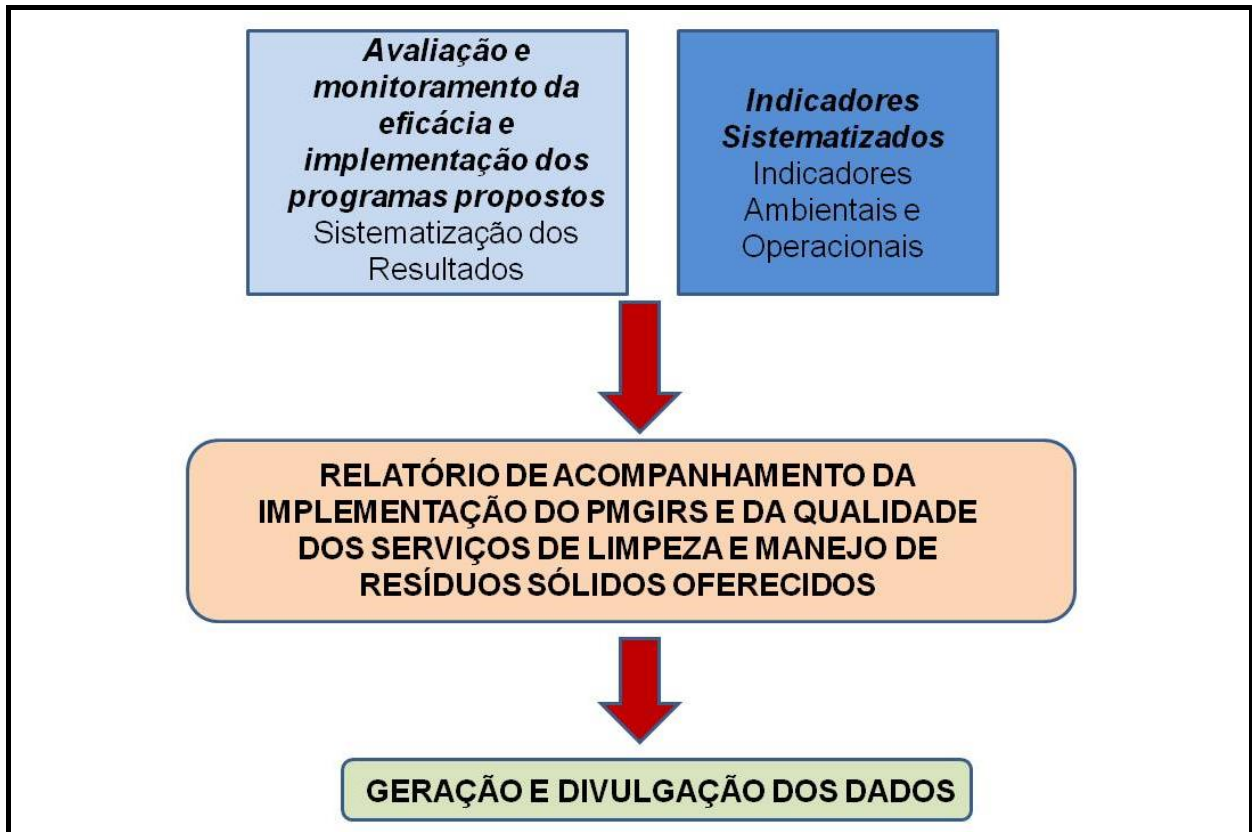 Avaliação e
monitoramento da
eficácia e
implementação dos
programas propostos
Sistematização dos
Resultados
Indicadores
Sistematizados
Indicadores
Ambientais e
Operacionais
RELATÓRIO DE ACOMPANHAMENTO DA
IMPLEMENTAÇÃO DO PMGIRS E DA QUALIDADE
DOS SERVIÇOS DE LIMPEZA E MANEJO DE
RESÍDUOS SÓLIDOS OFERECIDOS
GERAÇÃO E DIVULGAÇÃO DOS DADOS